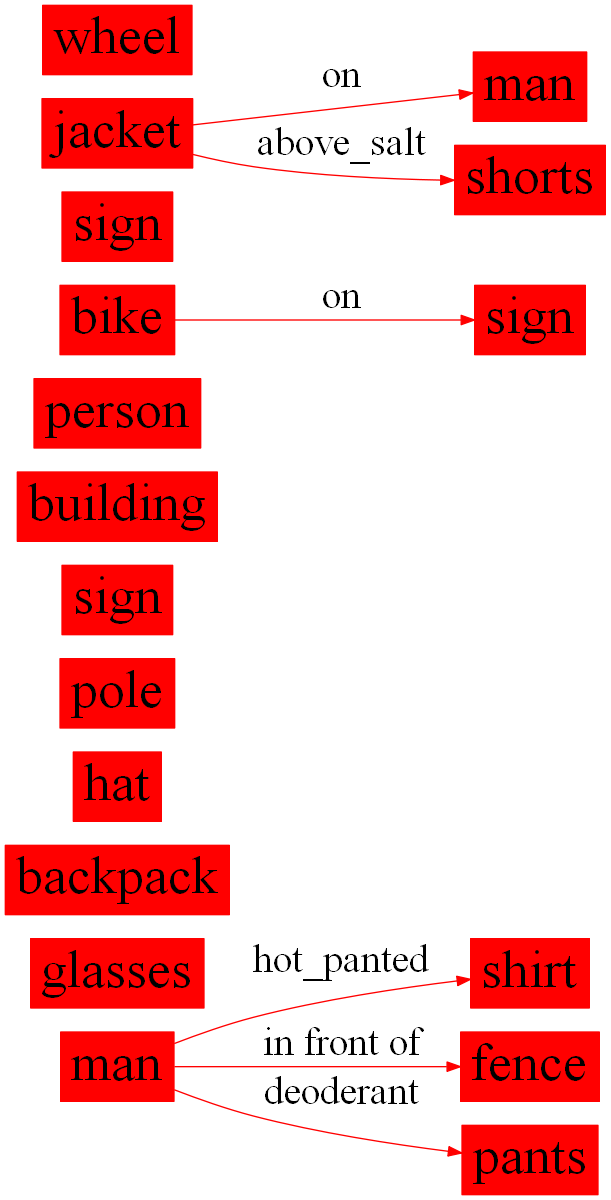 wheel
on
man
jacket
above_salt
shorts
sign
bike
on
sign
person
building
sign
pole
hat
backpack
glasses
hot_panted
shirt
man
in front of
fence
deoderant
pants